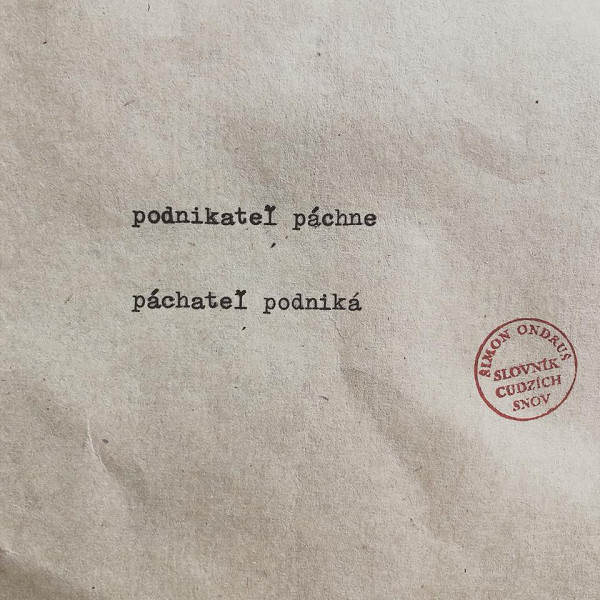 podnikateľ páchne
páchateľ podniká
ŠIMON ONDRUŠ
SLOVNÍK
CUDZÍCH
SNOV